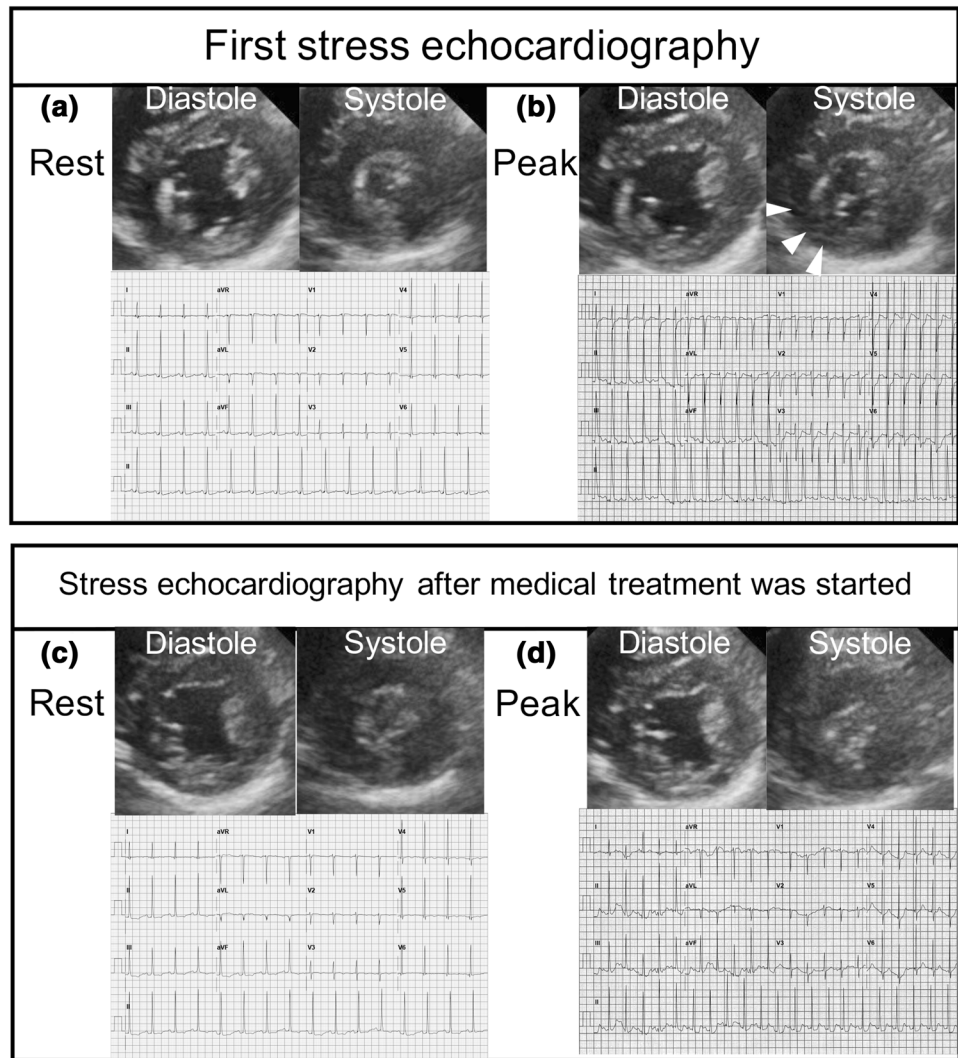 First stress echocardiography
(a)
Rest
Diastole
Systole
I
aVR
V1
V4
II
aVL
V2
V5
III
aVF
V3
V6
II
(b)
Peak
Diastole
Systole
I
aVR
V1
V4
II
aVL
V2
V5
III
aVF
V3
V6
II
Stress echocardiography after medical treatment was started
(c)
Rest
Diastole
Systole
I
aVR
V1
V4
II
aVL
V2
V5
III
aVF
V3
V6
II
(d)
Peak
Diastole
Systole
I
aVR
V1
V4
II
aVL
V2
V5
III
aVF
V3
V6
II